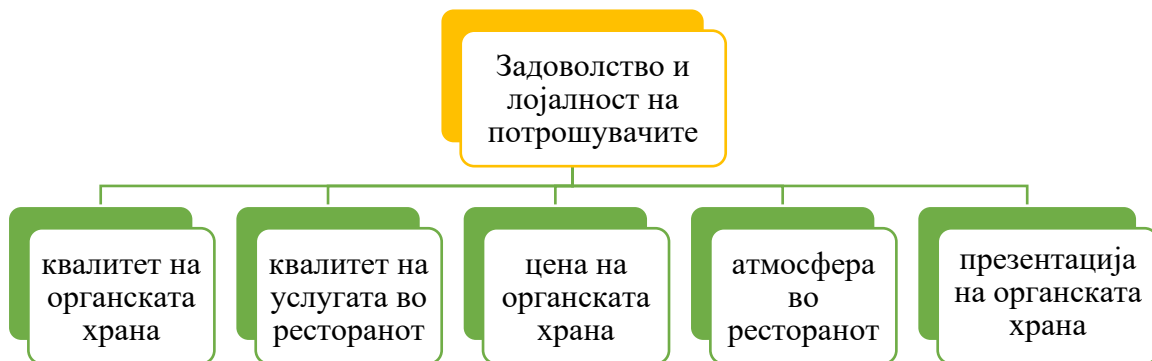 Задоволство и
лојалност на
потрошувачите
квалитет на
органската
храна
квалитет на
услугата во
ресторанот
цена на
органската
храна
атмосфера
во
ресторанот
презентација
на органската
храна